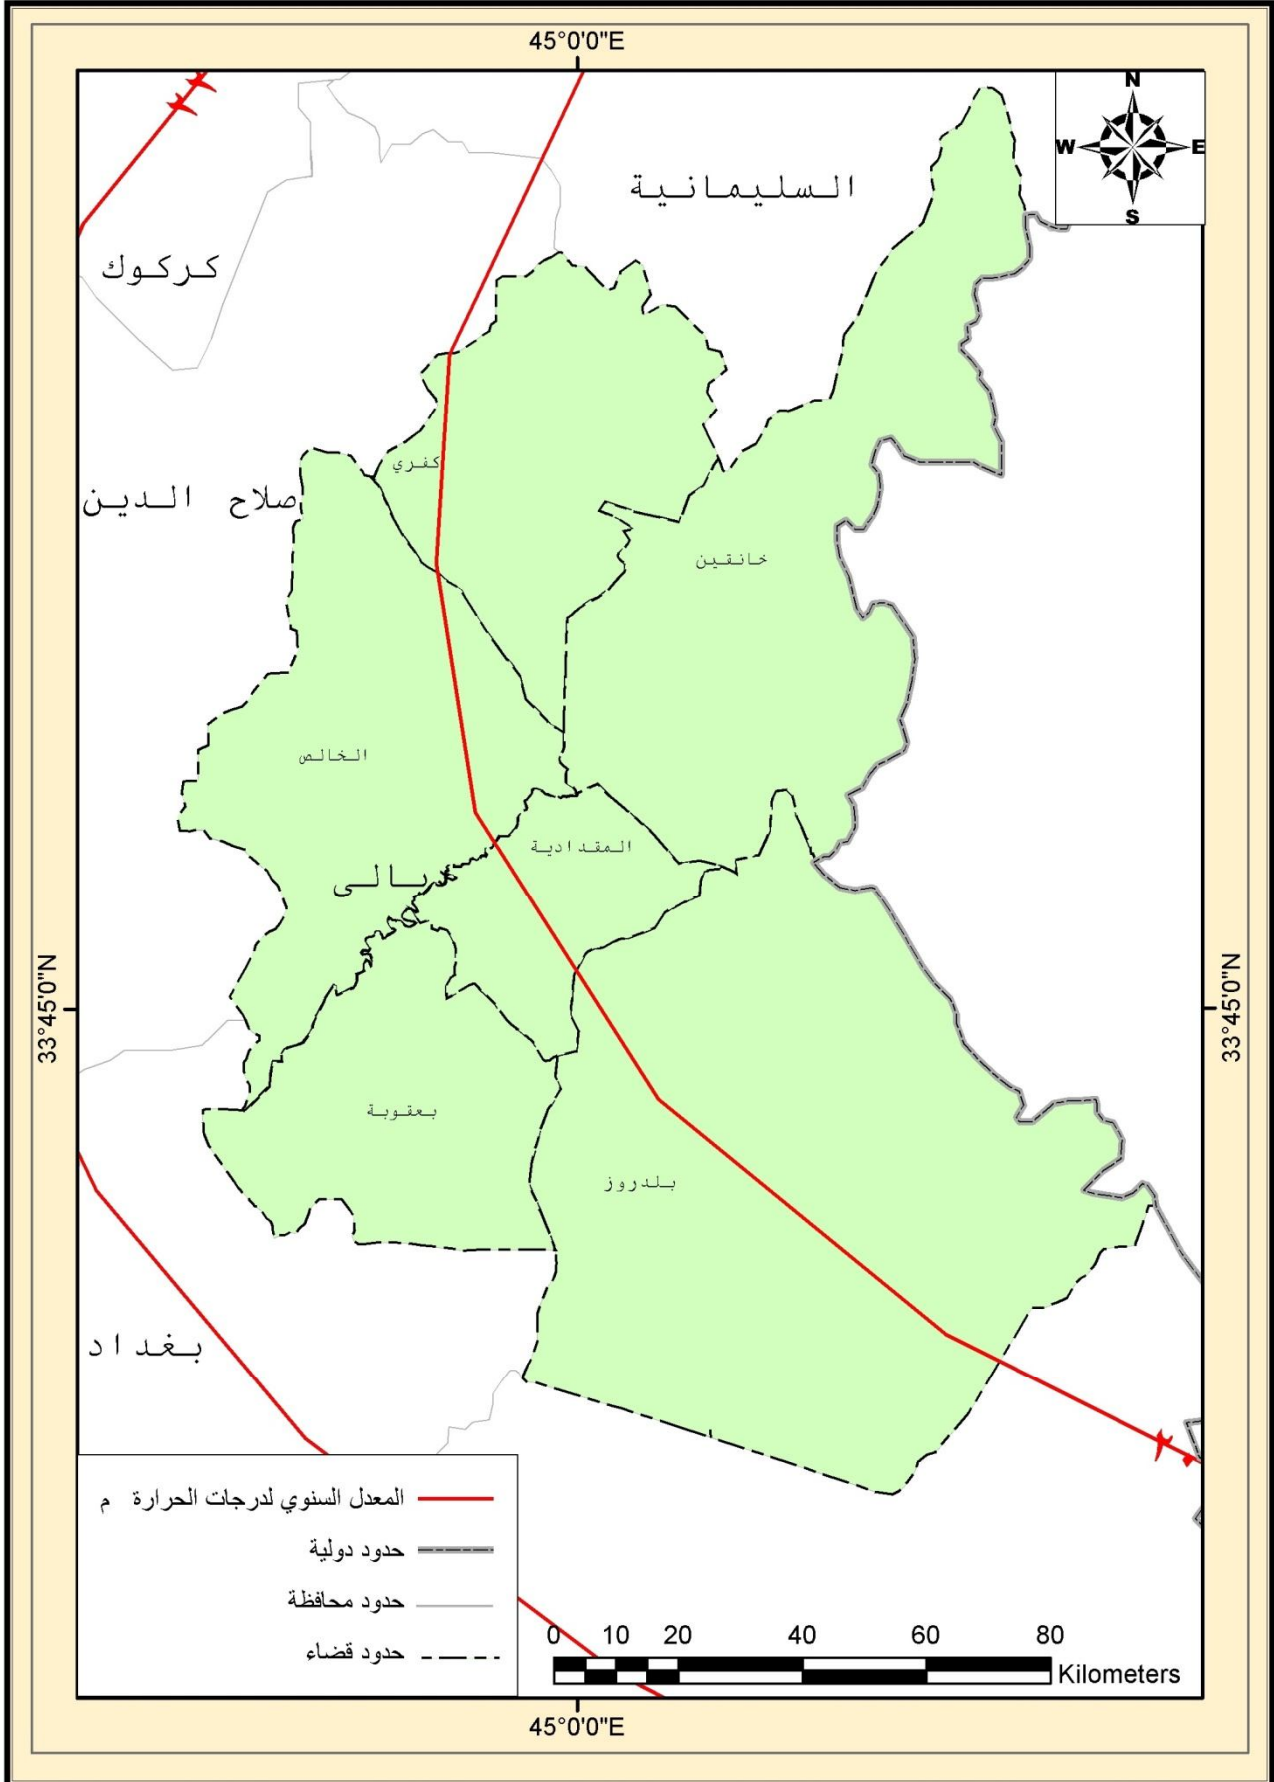 45°0'0"E
N
W E
S
السليمانية
كركوك
كفري
صلاح الدين
خانقين
الخالص
المقدادية
يالى
33°45'0"N
33°45'0"N
بعقوبة
بلدروز
بغداد
المعدل السنوي لدرجات الحرارة م
حدود دولية
حدود محافظة
حدود قضاء
0 10 20 40 60 80
Kilometers
45°0'0"E